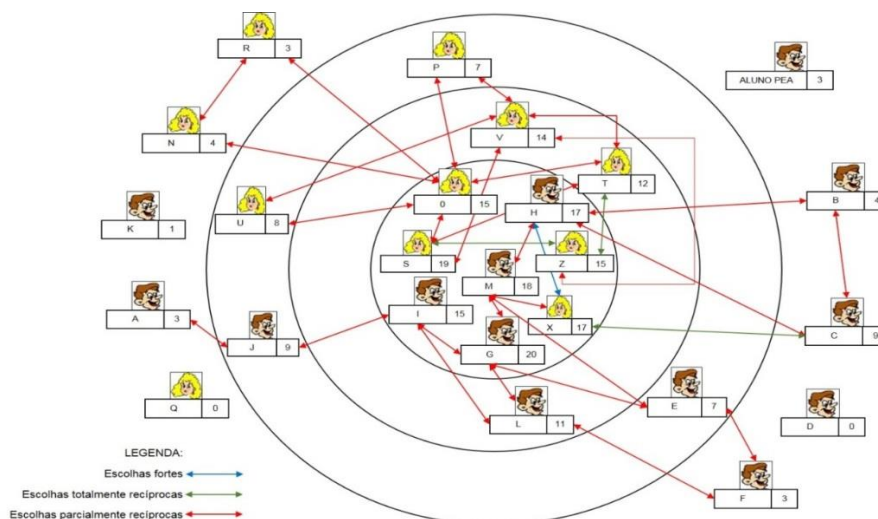 R 3
P 7
ALUNO PEA 3
N 4
V 14
T 12
B 4
K 1
U 8
0 15
H 17
S 19
Z 15
M 18
A 3
J 9
I 15
X 17
C 9
G 20
Q 0
L 11
E 7
D 0
F 3
LEGENDA:
Escolhas fortes
Escolhas totalmente recíprocas
Escolhas parcialmente recíprocas